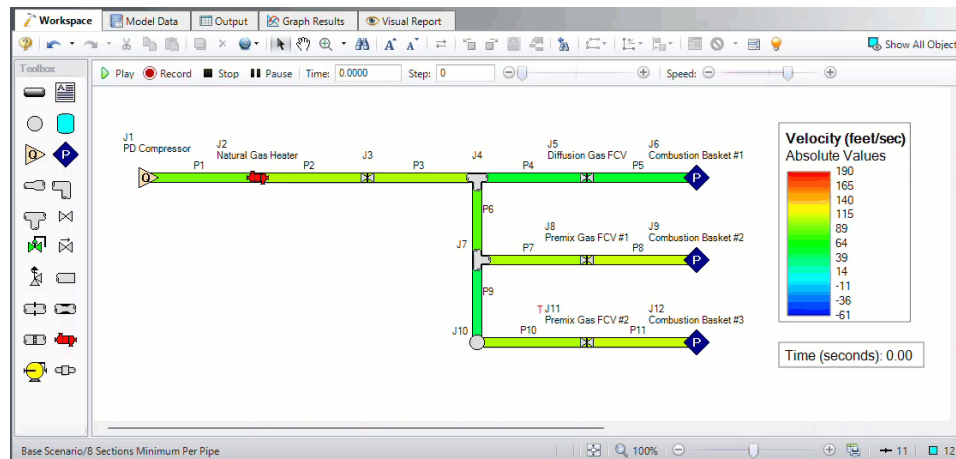 Workspace Model Data Output Graph Results Visual Report
A A Show All Object
Toolbox Play Record Stop Pause Time: 0.0000 Step: 0 Speed:
A
Q P
J1
PD Compressor
J2
Natural Gas Heater
J3
J4
J5
Diffusion Gas FCV
J6
Combustion Basket #1
P1 P2 P3 P4 P5
Q P
P6
J7
J8
Premix Gas FCV #1
J9
Combustion Basket #2
P7 P8
P
P9
J10
T J11
Premix Gas FCV #2
J12
Combustion Basket #3
P10 P11
P
Velocity (feet/sec)
Absolute Values
190
165
140
115
89
64
39
14
-11
-36
-61
Time (seconds): 0.00
Base Scenario/8 Sections Minimum Per Pipe 100% 11 12